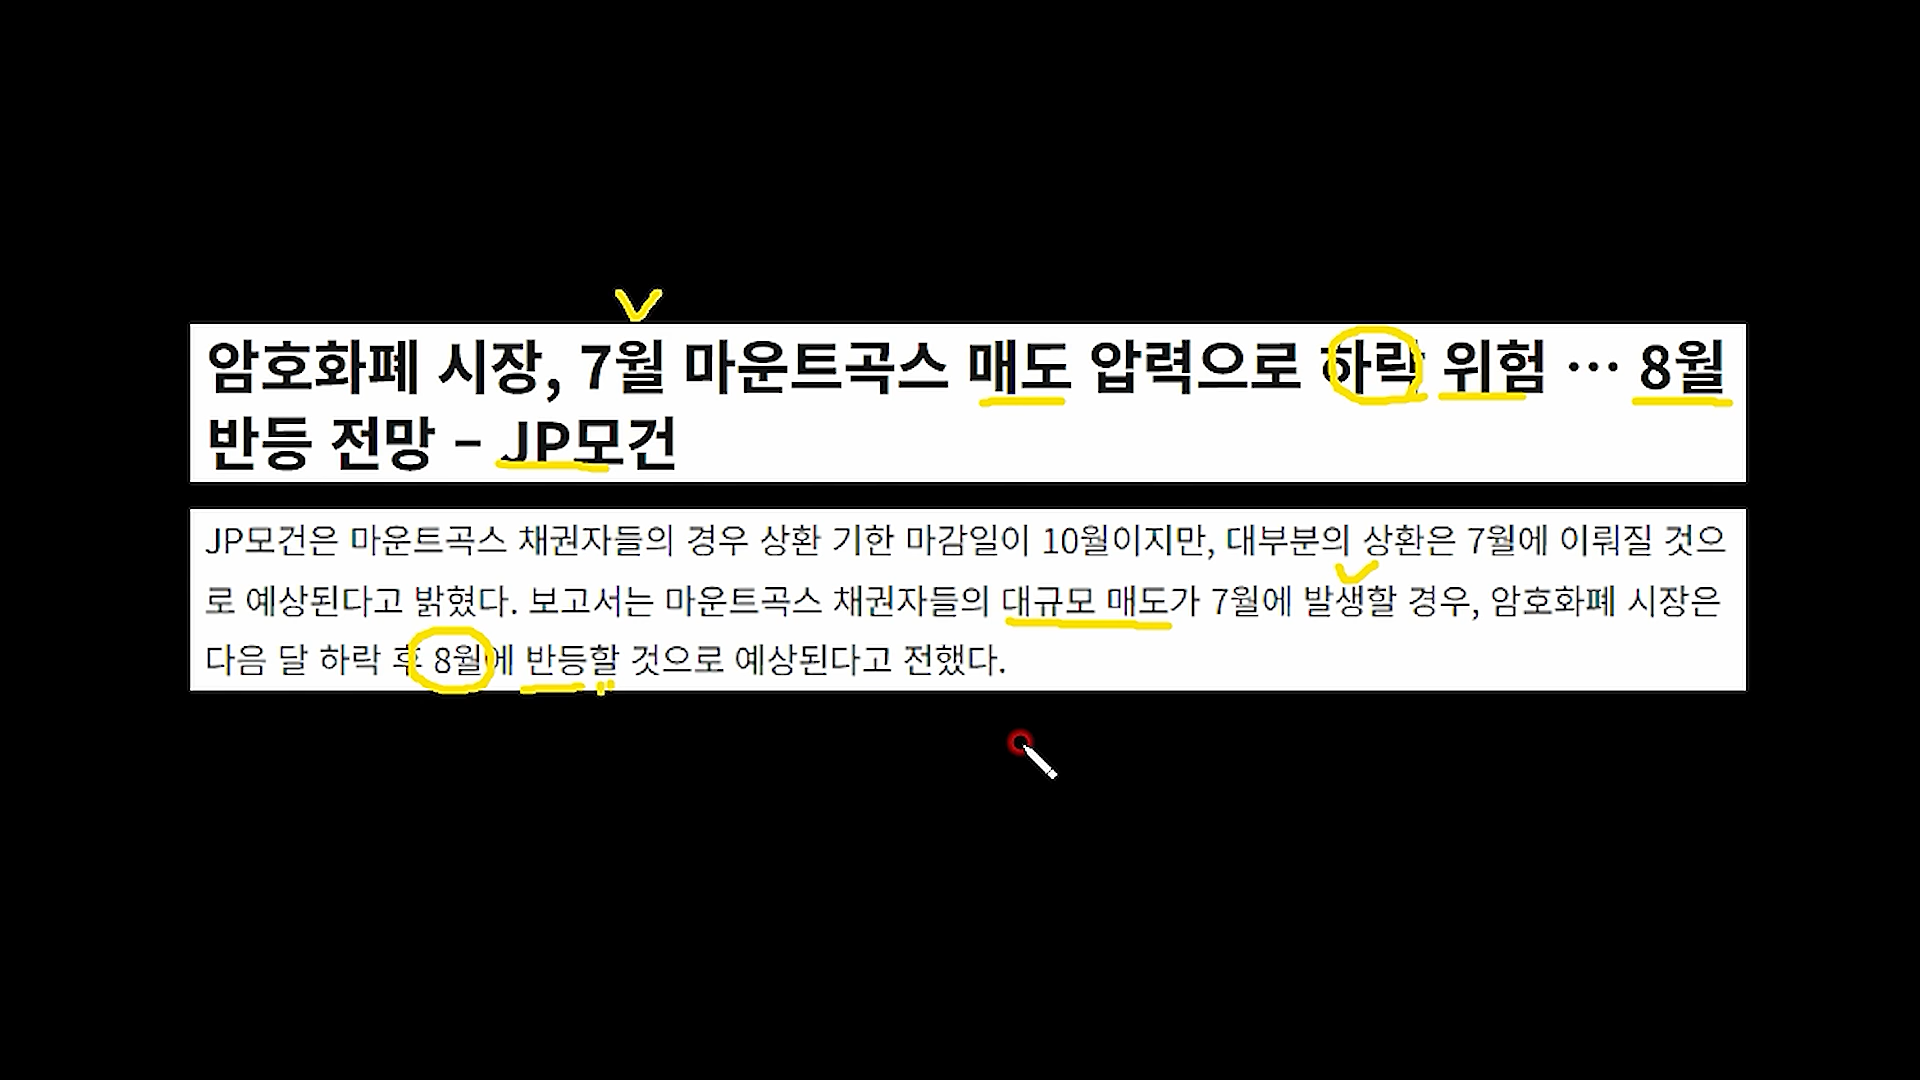 암호화폐 시장, 7월 마운트곡스 매도 압력으로 하락 위험 … 8월
반등 전망 – JP모건
JP모건은 마운트곡스 채권자들의 경우 상환 기한 마감일이 10월이지만, 대부분의 상환은 7월에 이뤄질 것으
로 예상된다고 밝혔다. 보고서는 마운트곡스 채권자들의 대규모 매도가 7월에 발생할 경우, 암호화폐 시장은
다음 달 하락 후 8월에 반등할 것으로 예상된다고 전했다.